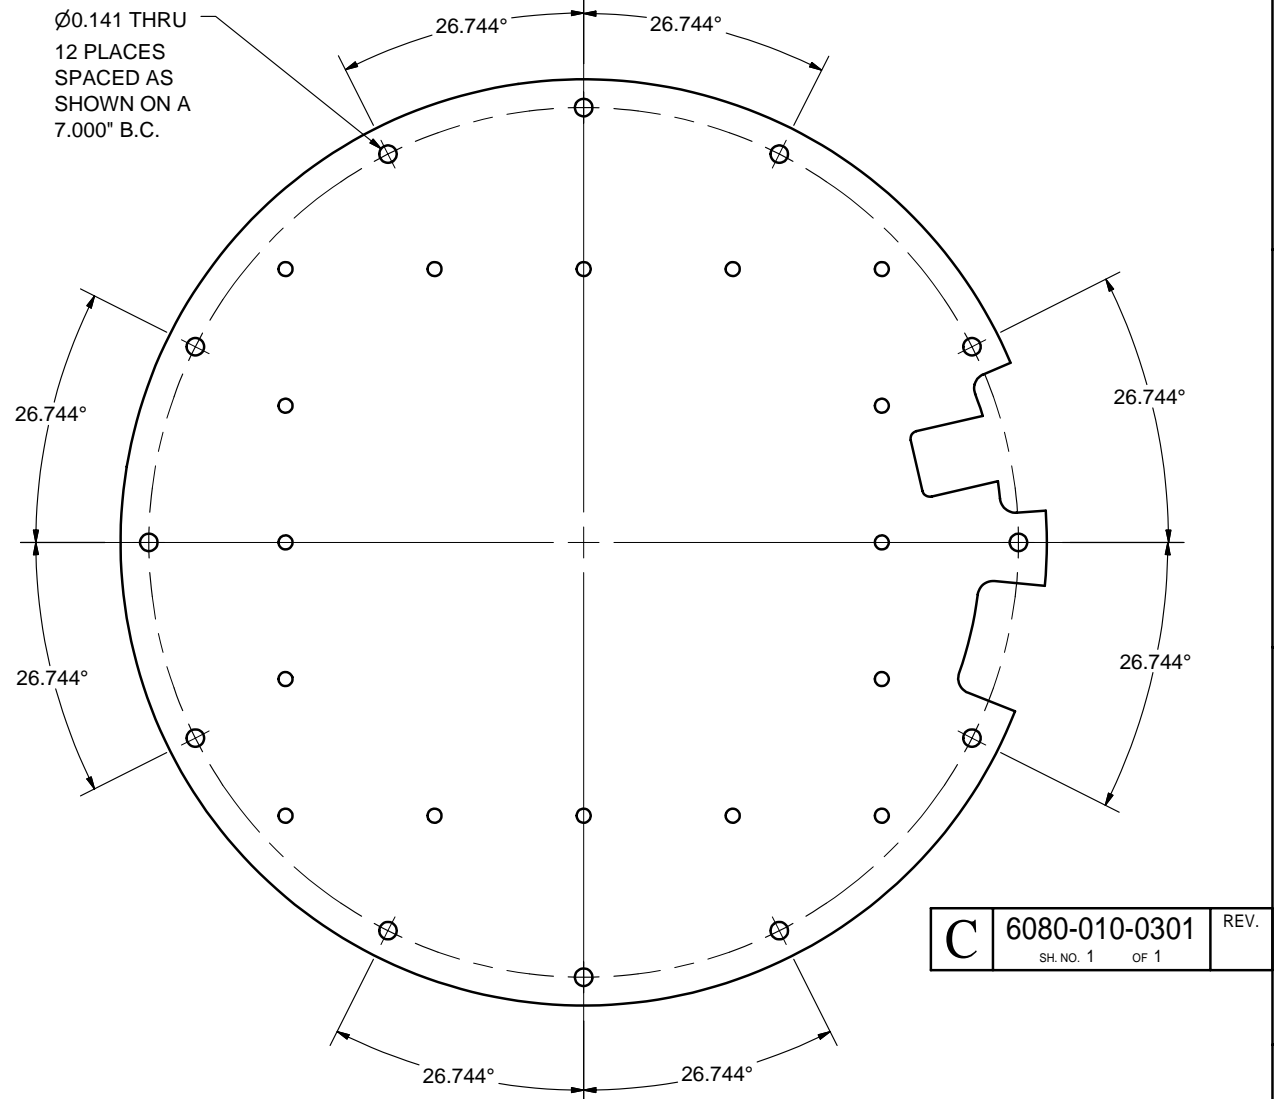 Ø0.141 THRU
12 PLACES
SPACED AS
SHOWN ON A
7.000" B.C.
26.744°
26.744°
26.744°
26.744°
26.744°
26.744°
26.744°
26.744°
C
6080-010-0301
SH. NO. 1 OF 1
REV.